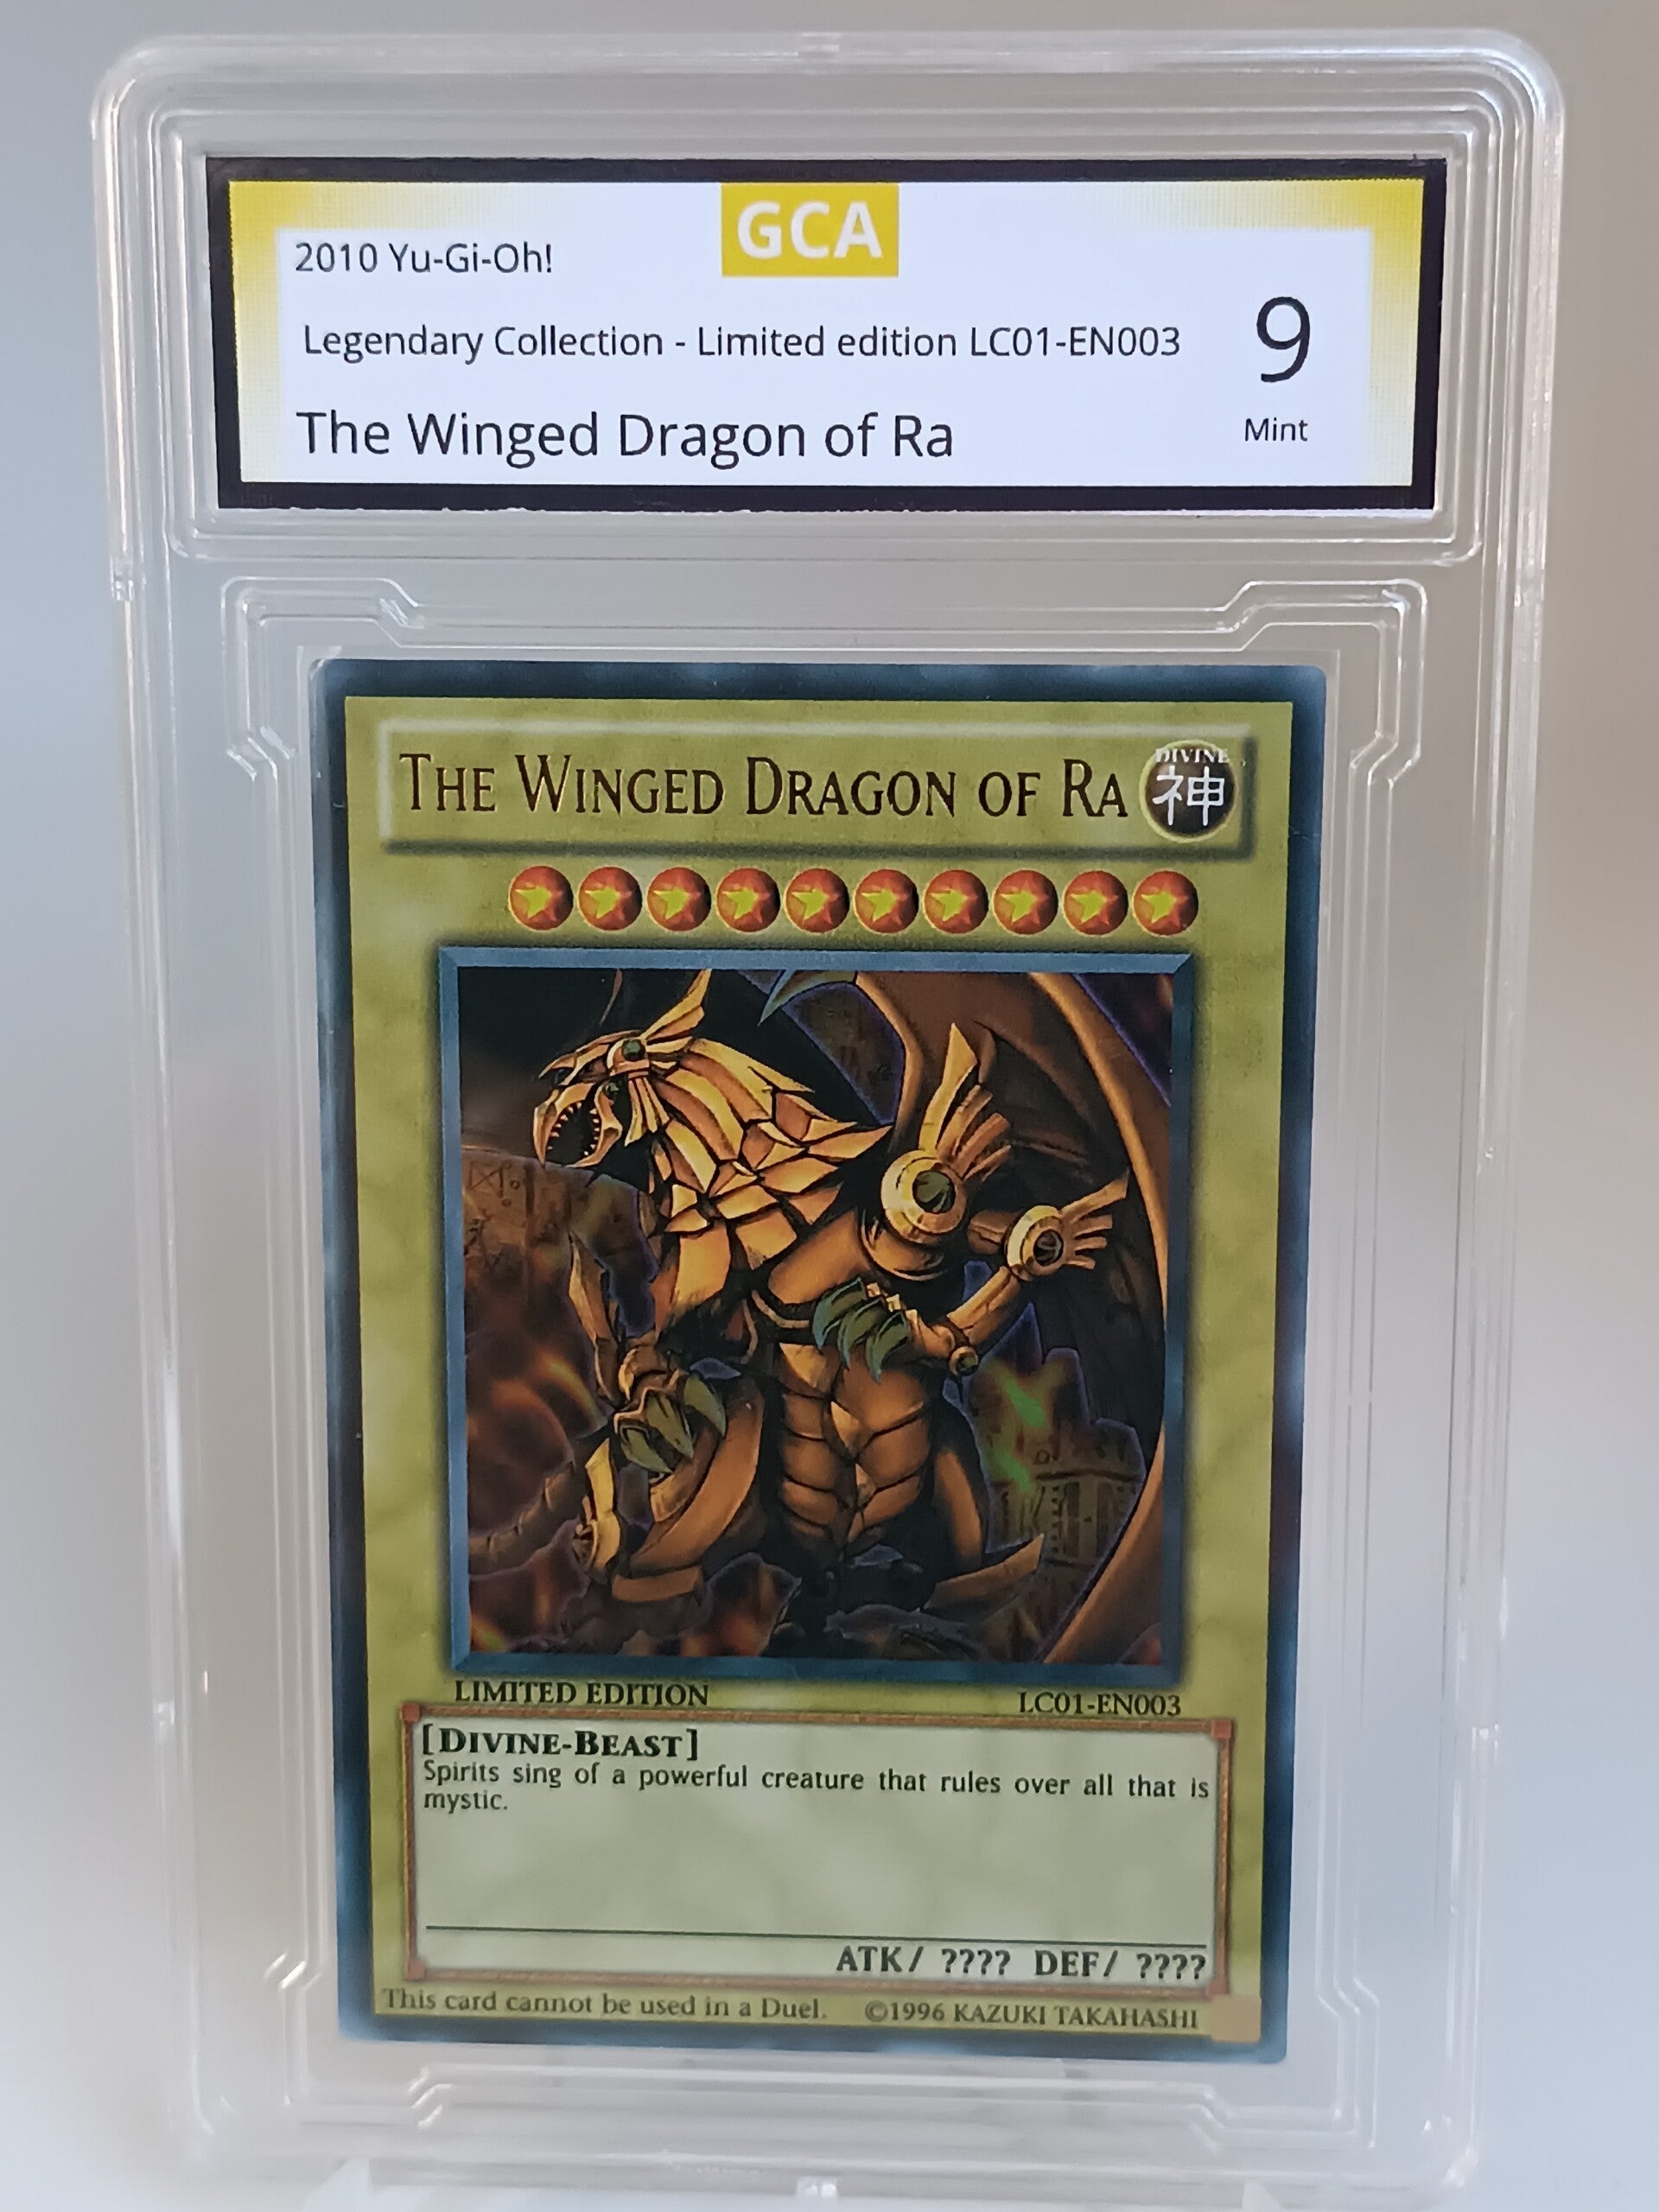 GCA
2010 Yu-Gi-Oh!
Legendary Collection - Limited edition LC01-EN003
9
The Winged Dragon of Ra
Mint
THE WINGED DRAGON OF RA
DIVINE
神
LIMITED EDITION
LC01-EN003
[DIVINE-BEAST]
Spirits sing of a powerful creature that rules over all that is
mystic.
ATK/ ???? DEF/ ????
This card cannot be used in a Duel. ©1996 KAZUKI TAKAHASHI